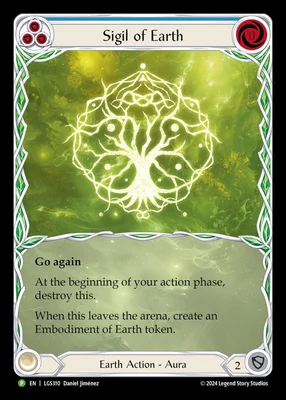 Sigil of Earth
Go again
At the beginning of your action phase,
destroy this.
When this leaves the arena, create an
Embodiment of Earth token.
Earth Action - Aura
2
P EN | LGS310 Daniel Jiménez
©2024 Legend Story Studios